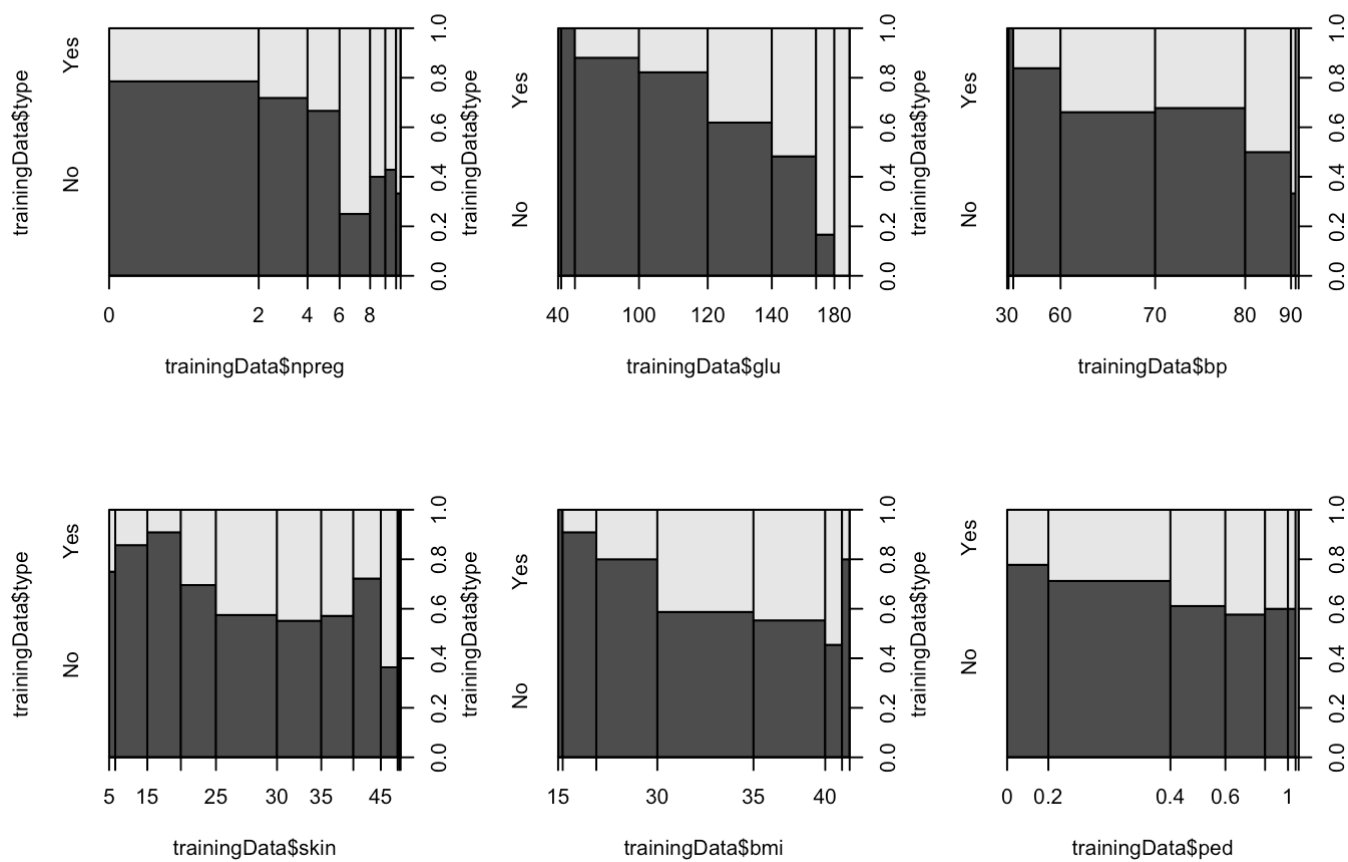 trainingData$type
No Yes
0.0 0.2 0.4 0.6 0.8 1.0
0 2 4 6 8
trainingData$npreg
trainingData$type
No Yes
0.0 0.2 0.4 0.6 0.8 1.0
40 100 120 140 180
trainingData$glu
trainingData$type
No Yes
0.0 0.2 0.4 0.6 0.8 1.0
30 60 70 80 90
trainingData$bp
trainingData$type
No Yes
0.0 0.2 0.4 0.6 0.8 1.0
5 15 25 30 35 45
trainingData$skin
trainingData$type
No Yes
0.0 0.2 0.4 0.6 0.8 1.0
15 30 35 40
trainingData$bmi
trainingData$type
No Yes
0.0 0.2 0.4 0.6 0.8 1.0
0 0.2 0.4 0.6 1
trainingData$ped